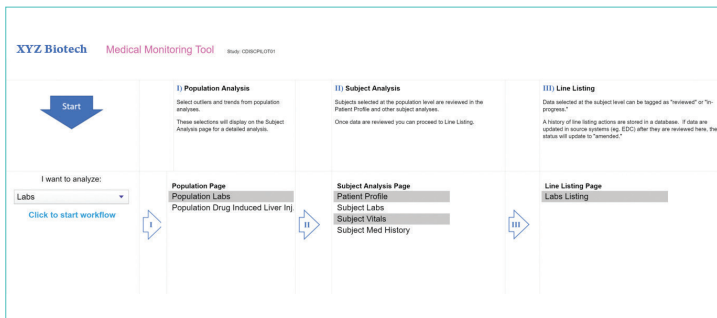 XYZ Biotech Medical Monitoring Tool Study: CDISCPILOT01
Start
I) Population Analysis
Select outliers and trends from population
analyses.
These selections will display on the Subject
Analysis page for a detailed analysis.
II) Subject Analysis
Subjects selected at the population level are reviewed in the
Patient Profile and other subject analyses.
Once data are reviewed you can proceed to Line Listing.
III) Line Listing
Data selected at the subject level can be tagged as "reviewed" or "in-
progress."
A history of line listing actions are stored in a database. If data are
updated in source systems (eg. EDC) after they are reviewed here, the
status will update to "amended."
I want to analyze:
Labs
Click to start workflow
I
Population Page
Population Labs
Population Drug Induced Liver Inj.
II
Subject Analysis Page
Patient Profile
Subject Labs
Subject Vitals
Subject Med History
III
Line Listing Page
Labs Listing